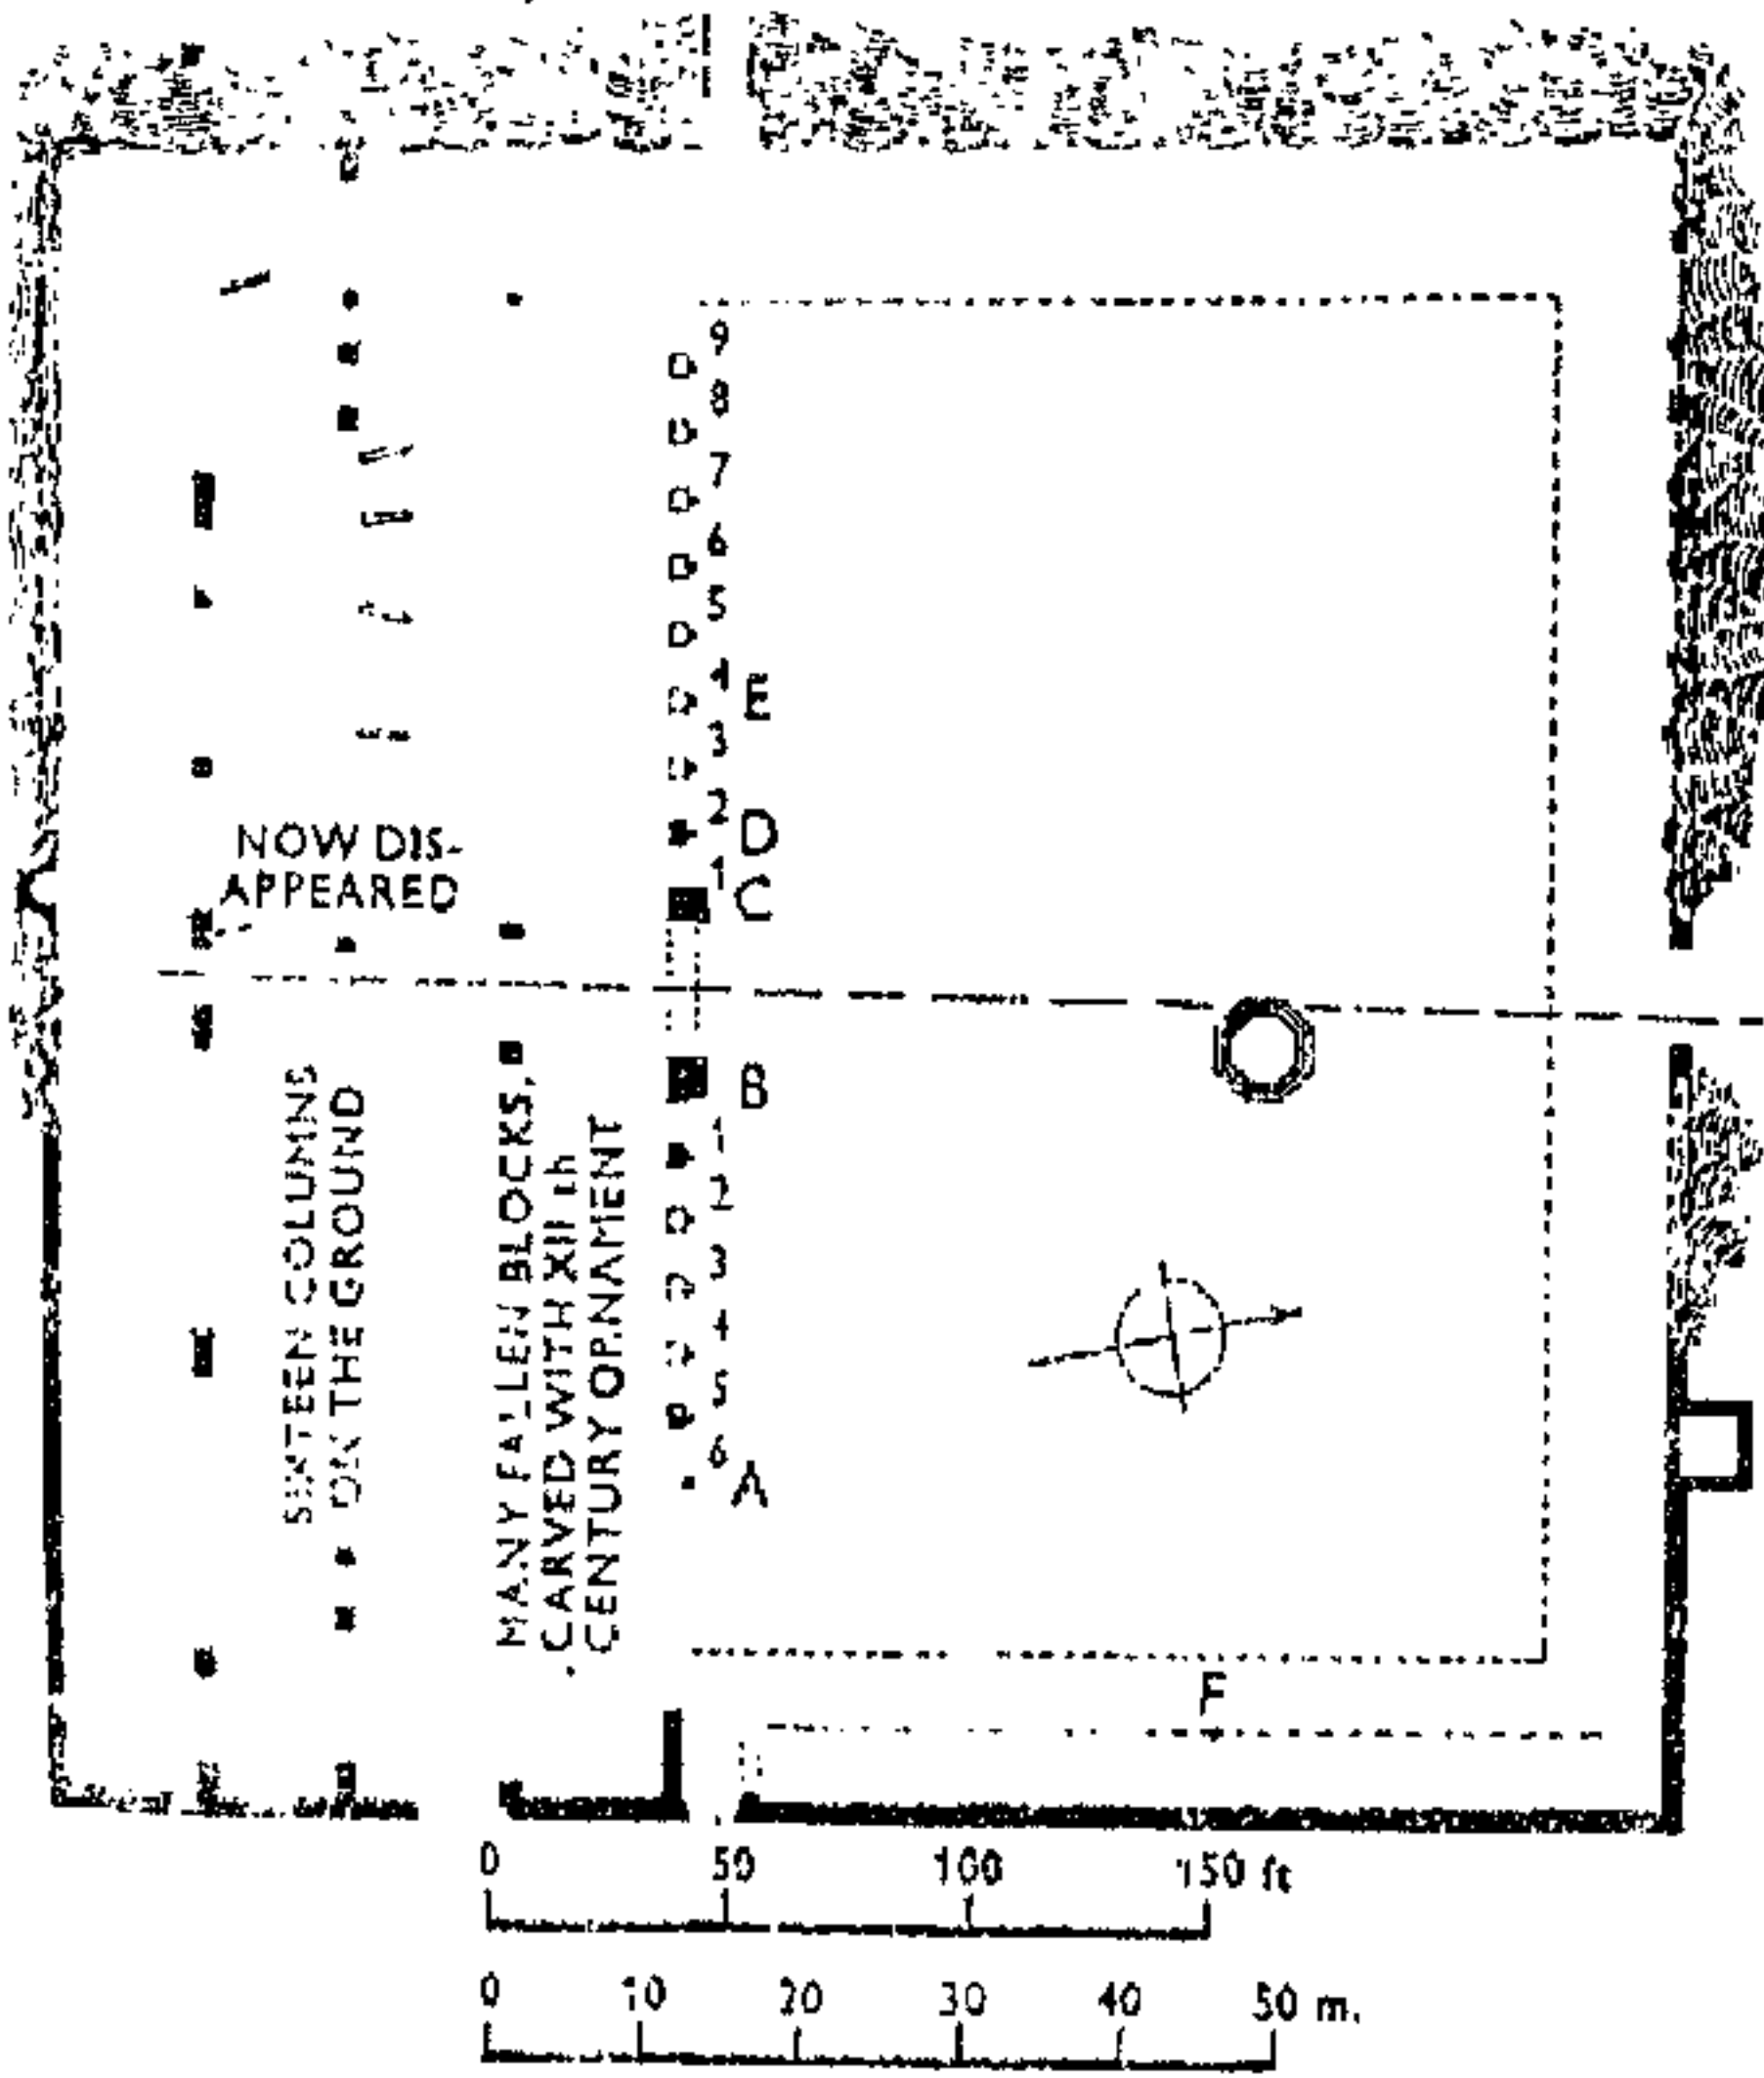 9
8
7
6
5
4 E
3
2 D
1 C
NOW DIS-
APPEARED
B
1
2
3
4
5
6 A
SIXTEEN COLUMNS
ON THE GROUND
MANY FALLEN BLOCKS,
CARVED WITH XII th
CENTURY ORNAMENT
F
0 50 100 150 ft
0 10 20 30 40 50 m.